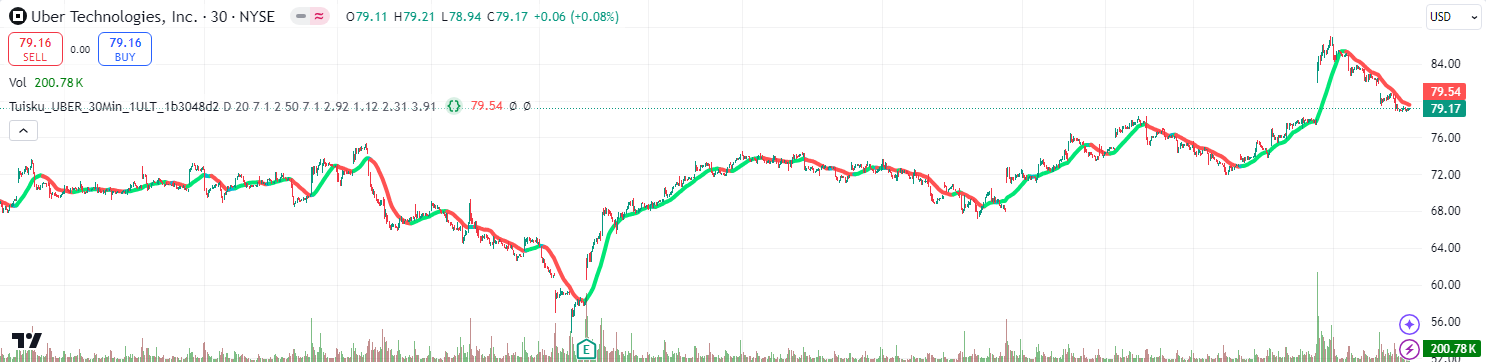 Uber Technologies, Inc. · 30 · NYSE O79.11 H79.21 L78.94 C79.17 +0.06 (+0.08%)
USD
79.16 0.00 79.16
SELL BUY
Vol 200.78 K
Tuisku_UBER_30Min_1ULT_1b3048d2 D 20 7 1 2 50 7 1 2.92 1.12 2.31 3.91 {} 79.54 Ø Ø
84.00
79.54
79.17
76.00
72.00
68.00
64.00
60.00
56.00
E
200.78 K